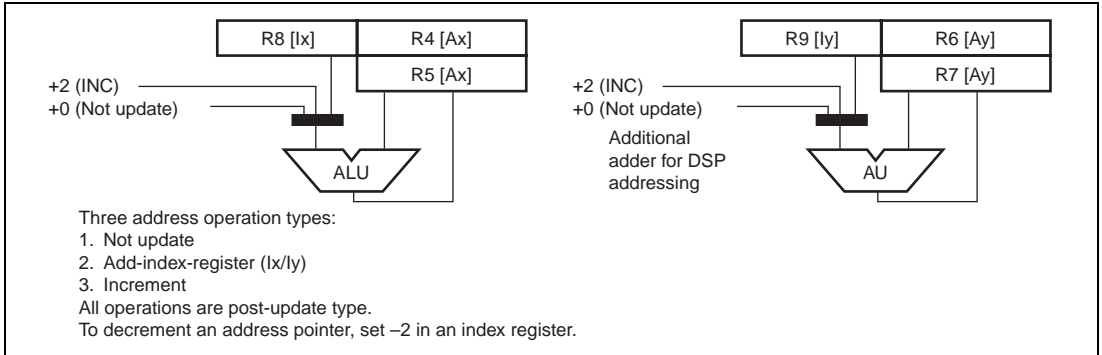 R8 [Ix]
R4 [Ax]
R5 [Ax]
+2 (INC)
+0 (Not update)
ALU
R9 [Iy]
R6 [Ay]
R7 [Ay]
+2 (INC)
+0 (Not update)
Additional
adder for DSP
addressing
AU
Three address operation types:
1. Not update
2. Add-index-register (Ix/Iy)
3. Increment
All operations are post-update type.
To decrement an address pointer, set –2 in an index register.